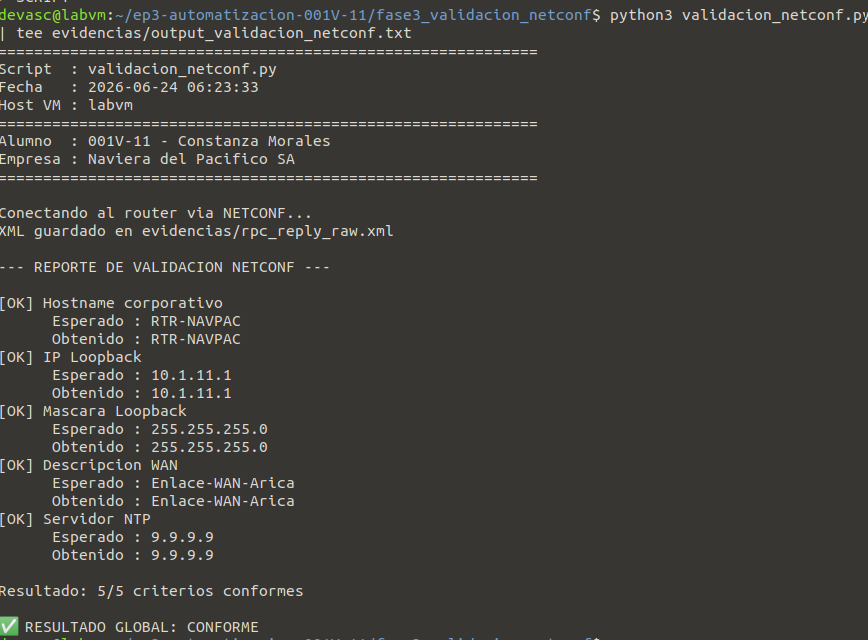 devasc@labvm:~/ep3-automatizacion-001V-11/fase3_validacion_netconf$ python3 validacion_netconf.py
| tee evidencias/output_validacion_netconf.txt
============================================================
Script : validacion_netconf.py
Fecha : 2026-06-24 06:23:33
Host VM : labvm
============================================================
Alumno : 001V-11 - Constanza Morales
Empresa : Naviera del Pacifico SA
============================================================
Conectando al router via NETCONF...
XML guardado en evidencias/rpc_reply_raw.xml
--- REPORTE DE VALIDACION NETCONF ---
[OK] Hostname corporativo
Esperado : RTR-NAVPAC
Obtenido : RTR-NAVPAC
[OK] IP Loopback
Esperado : 10.1.11.1
Obtenido : 10.1.11.1
[OK] Mascara Loopback
Esperado : 255.255.255.0
Obtenido : 255.255.255.0
[OK] Descripcion WAN
Esperado : Enlace-WAN-Arica
Obtenido : Enlace-WAN-Arica
[OK] Servidor NTP
Esperado : 9.9.9.9
Obtenido : 9.9.9.9
Resultado: 5/5 criterios conformes
✅ RESULTADO GLOBAL: CONFORME